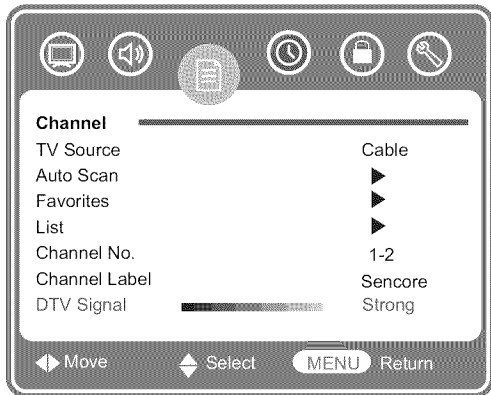 Channel
TV Source Cable
Auto Scan
Favorites
List
Channel No. 1-2
Channel Label Sencore
DTV Signal Strong
Move Select MENU Return